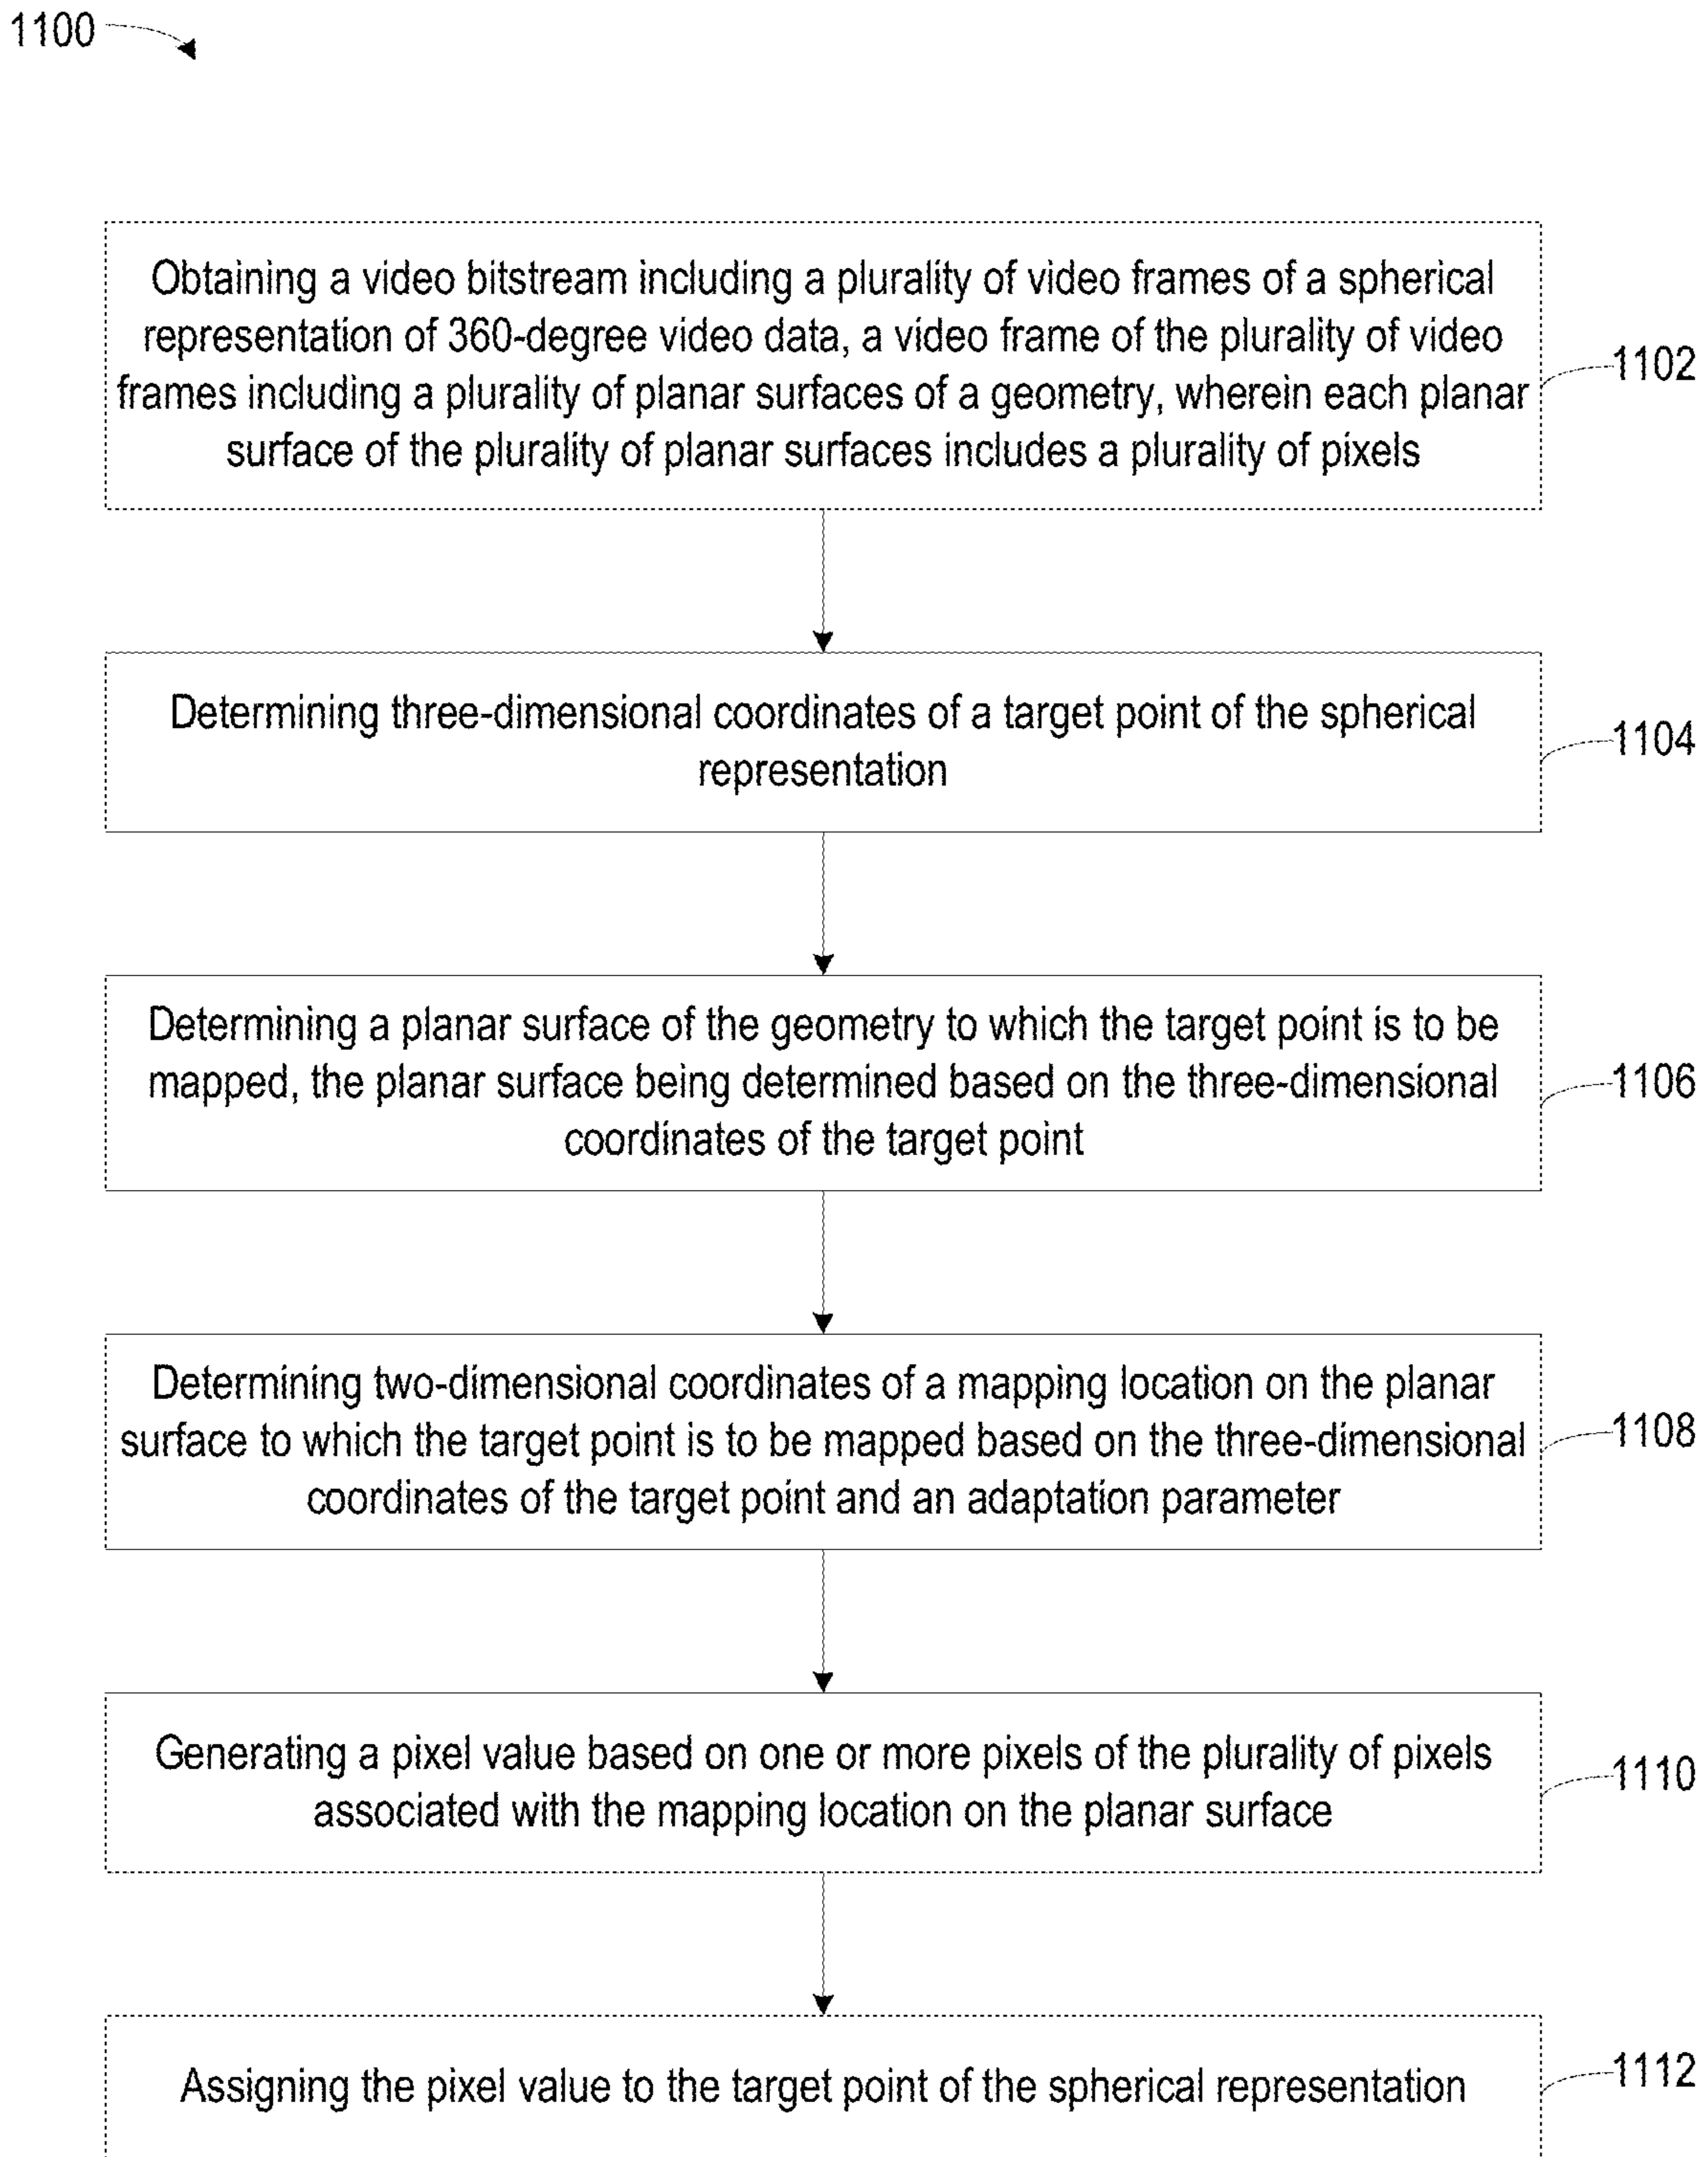 1100
Obtaining a video bitstream including a plurality of video frames of a spherical
representation of 360-degree video data, a video frame of the plurality of video
frames including a plurality of planar surfaces of a geometry, wherein each planar
surface of the plurality of planar surfaces includes a plurality of pixels
1102
Determining three-dimensional coordinates of a target point of the spherical
representation
1104
Determining a planar surface of the geometry to which the target point is to be
mapped, the planar surface being determined based on the three-dimensional
coordinates of the target point
1106
Determining two-dimensional coordinates of a mapping location on the planar
surface to which the target point is to be mapped based on the three-dimensional
coordinates of the target point and an adaptation parameter
1108
Generating a pixel value based on one or more pixels of the plurality of pixels
associated with the mapping location on the planar surface
1110
Assigning the pixel value to the target point of the spherical representation
1112